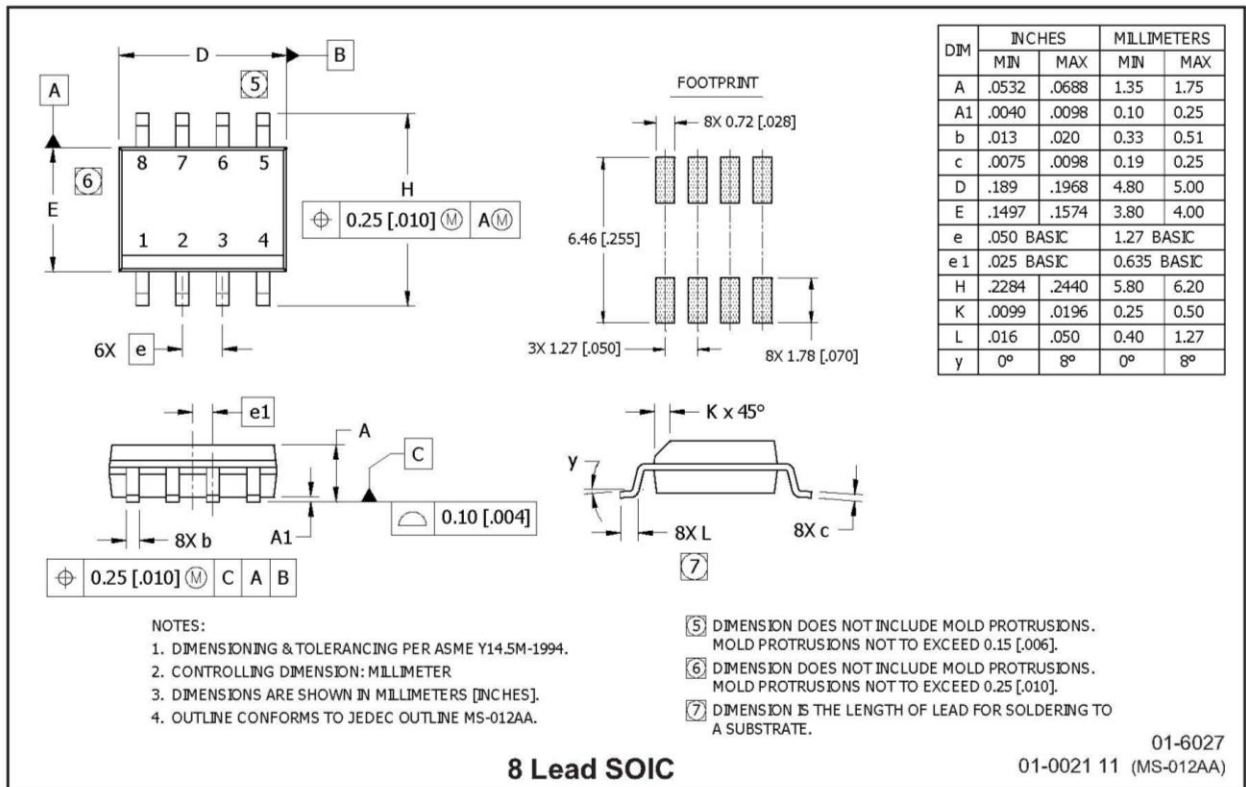 D
B
5
A
8 7 6 5
6
E
H
0.25 [.010] Ⓜ A Ⓜ
1 2 3 4
6X e
FOOTPRINT
8X 0.72 [.028]
6.46 [.255]
3X 1.27 [.050]
8X 1.78 [.070]
DIM INCHES MILLIMETERS
MIN MAX MIN MAX
A .0532 .0688 1.35 1.75
A1 .0040 .0098 0.10 0.25
b .013 .020 0.33 0.51
c .0075 .0098 0.19 0.25
D .189 .1968 4.80 5.00
E .1497 .1574 3.80 4.00
e .050 BASIC 1.27 BASIC
e 1 .025 BASIC 0.635 BASIC
H .2284 .2440 5.80 6.20
K .0099 .0196 0.25 0.50
L .016 .050 0.40 1.27
y 0° 8° 0° 8°
e1
A
C
0.10 [.004]
8X b
A1
0.25 [.010] Ⓜ C A B
K x 45°
y
8X L
8X c
7
NOTES:
1. DIMENSIONING & TOLERANCING PER ASME Y14.5M-1994.
2. CONTROLLING DIMENSION: MILLIMETER
3. DIMENSIONS ARE SHOWN IN MILLIMETERS [INCHES].
4. OUTLINE CONFORMS TO JEDEC OUTLINE MS-012AA.
5 DIMENSION DOES NOT INCLUDE MOLD PROTRUSIONS.
MOLD PROTRUSIONS NOT TO EXCEED 0.15 [.006].
6 DIMENSION DOES NOT INCLUDE MOLD PROTRUSIONS.
MOLD PROTRUSIONS NOT TO EXCEED 0.25 [.010].
7 DIMENSION IS THE LENGTH OF LEAD FOR SOLDERING TO
A SUBSTRATE.
8 Lead SOIC
01-6027
01-0021 11 (MS-012AA)